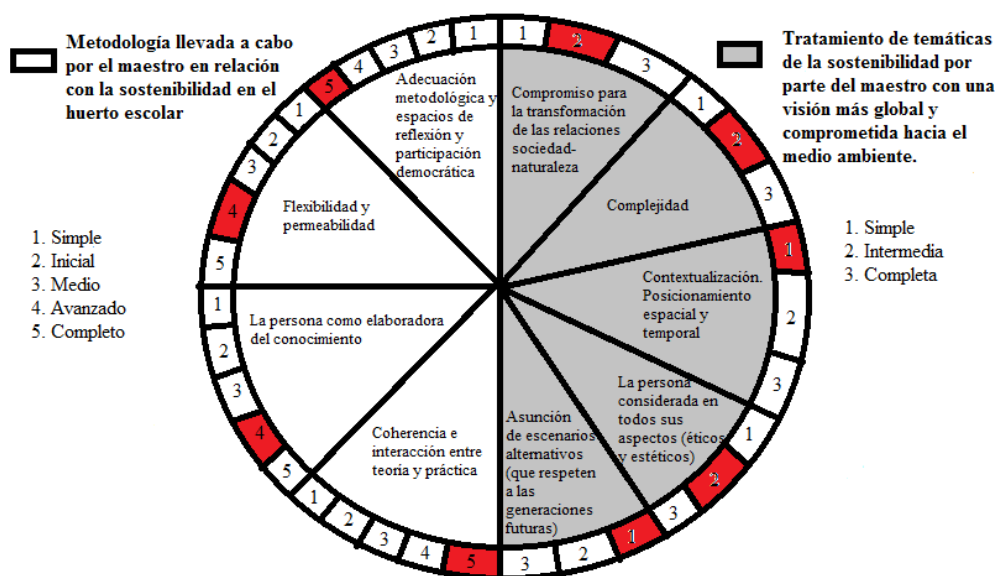 Metodología llevada a cabo
por el maestro en relación
con la sostenibilidad en el
huerto escolar
1. Simple
2. Inicial
3. Medio
4. Avanzado
5. Completo
5
4
3
2
1
Adecuación
metodológica y
espacios de
reflexión y
participación
democrática
1
2
3
4
5
Flexibilidad y
permeabilidad
1
2
3
4
5
La persona como elaboradora
del conocimiento
1
2
3
4
5
Coherencia e
interacción entre
teoria y práctica
1
2
3
Compromiso para
la transformación
de las relaciones
sociedad-
naturaleza
1
2
3
Complejidad
1
2
3
Contextualización.
Posicionamiento
espacial y
temporal
1
2
3
La persona
considerada en
todos sus
aspectos (éticos
y estéticos)
1
2
3
Asunción
de escenarios
alternativos
(que respeten
a las
generaciones
futuras)
Tratamiento de temáticas
de la sostenibilidad por
parte del maestro con una
visión más global y
comprometida hacia el
medio ambiente.
1. Simple
2. Intermedia
3. Completa